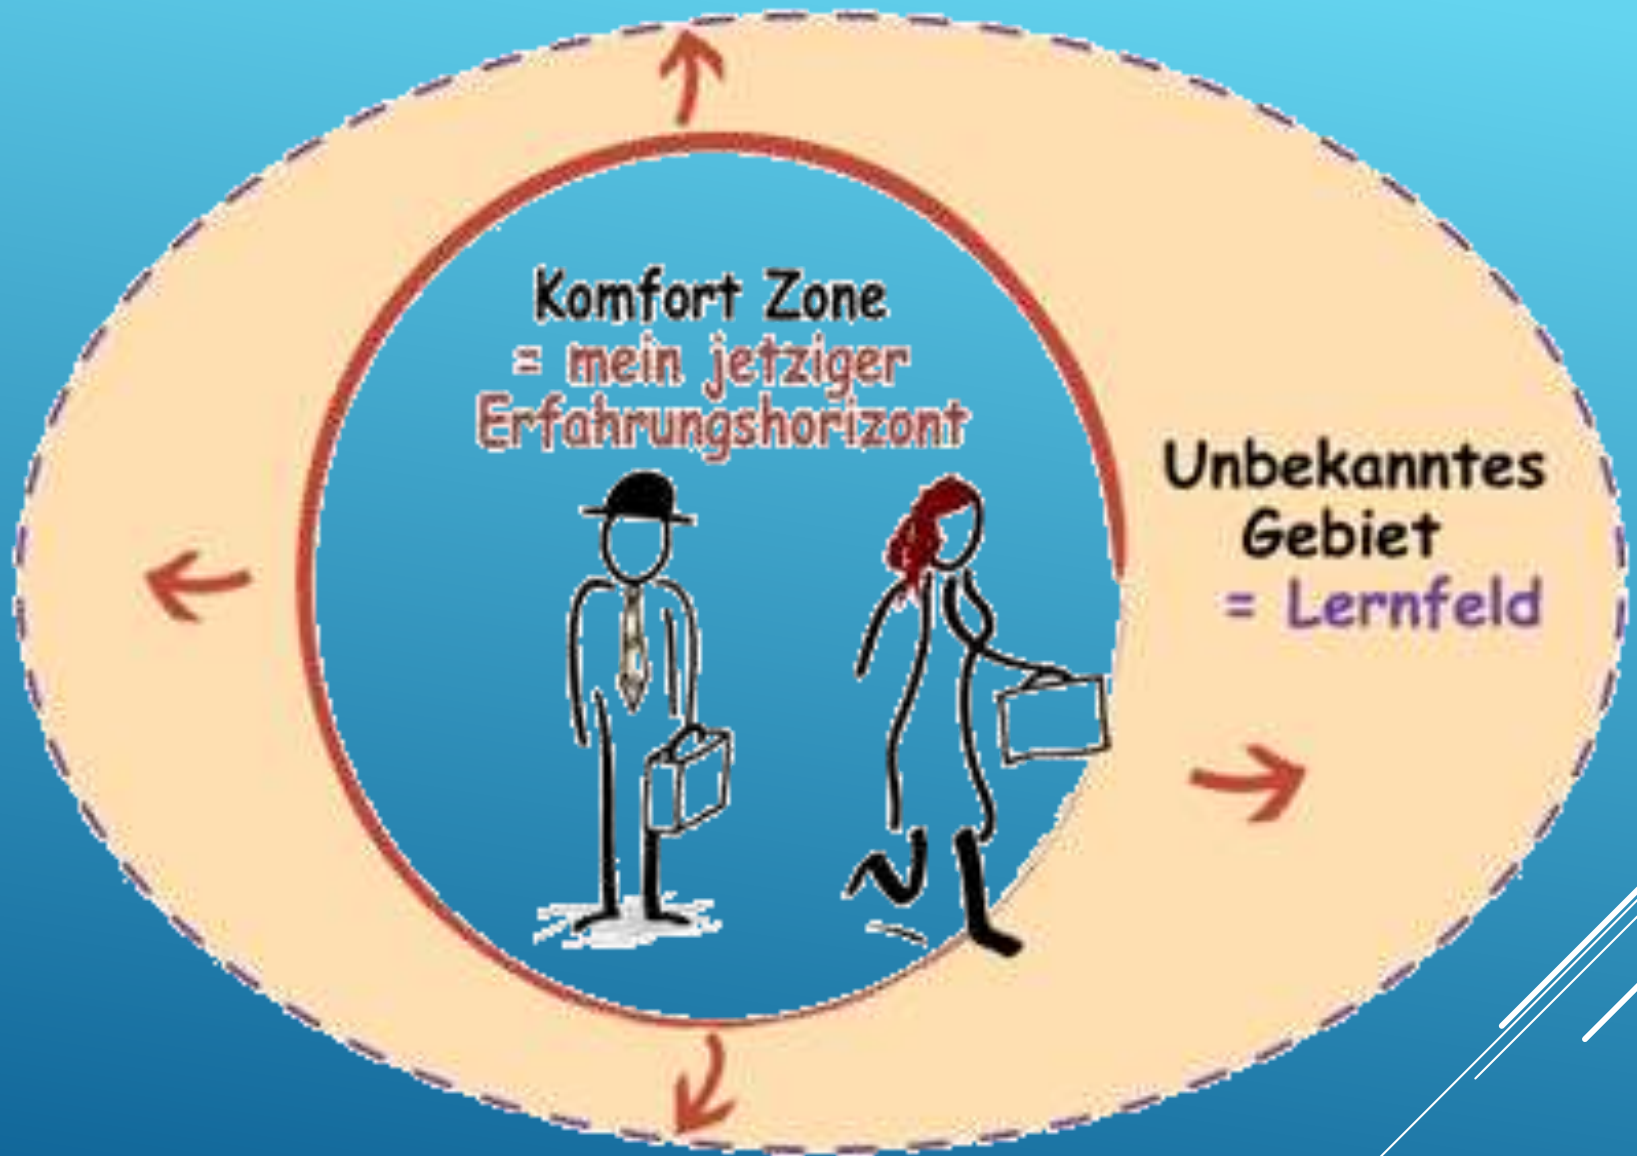 Komfort Zone
= mein jetziger
Erfahrungshorizont
Unbekanntes
Gebiet
= Lernfeld